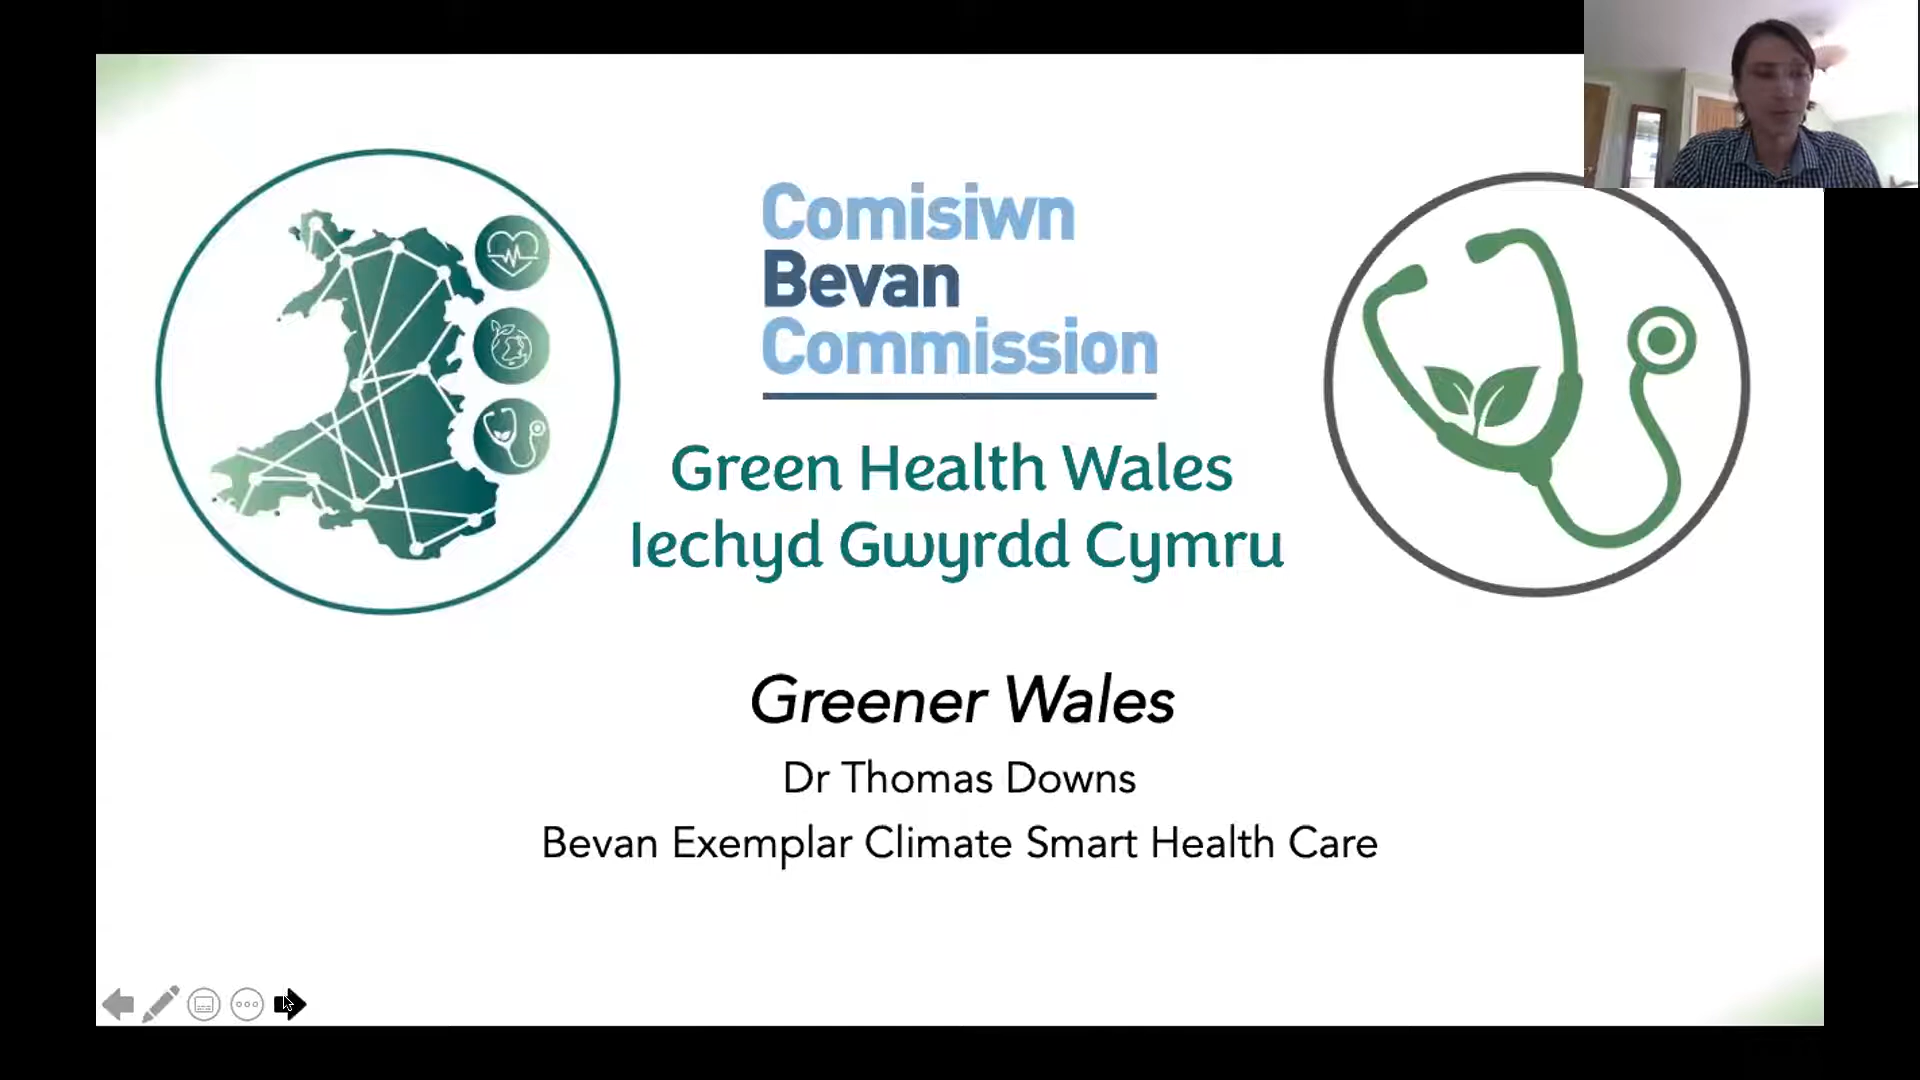 Comisiwn
Bevan
Commission
Green Health Wales
Iechyd Gwyrdd Cymru
Greener Wales
Dr Thomas Downs
Bevan Exemplar Climate Smart Health Care